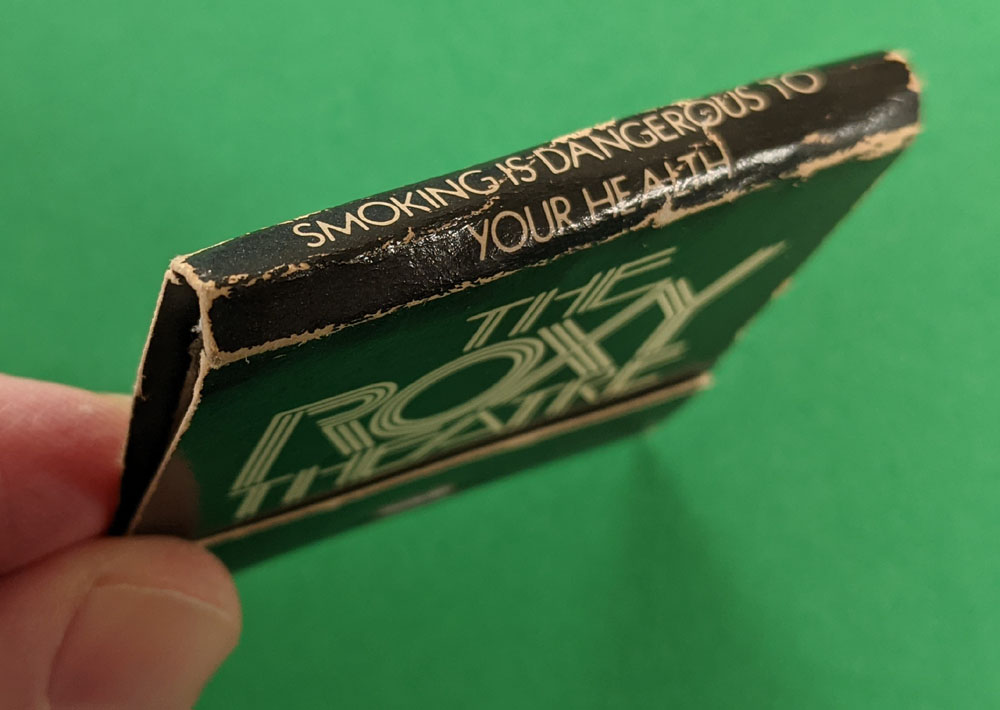 SMOKING IS DANGEROUS TO
YOUR HEALTH
THE
ROXY
THEATRE